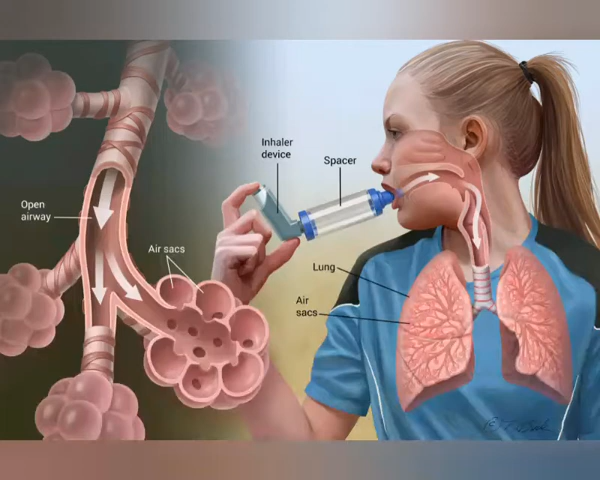 Inhaler
device
Spacer
Open
airway
Air sacs
Lung
Air
sacs